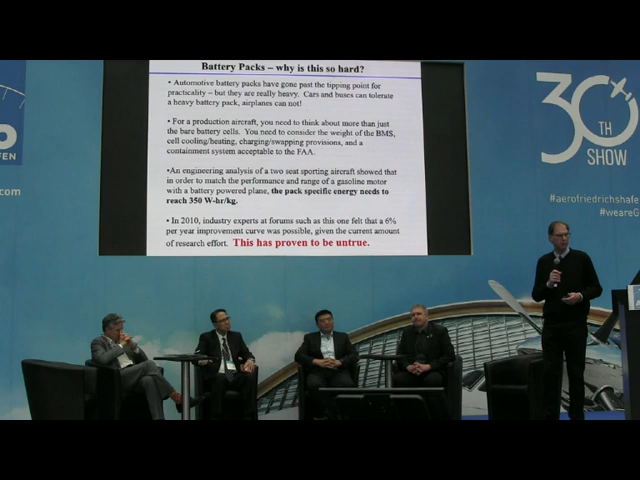 Battery Packs – why is this so hard?
• Automotive battery packs have gone past the tipping point for
practicality – but they are really heavy. Cars and buses can tolerate
a heavy battery pack, airplanes can not!
• For a production aircraft, you need to think about more than just
the bare battery cells. You need to consider the weight of the BMS,
cell cooling/heating, charging/swapping provisions, and a
containment system acceptable to the FAA.
•An engineering analysis of a two seat sporting aircraft showed that
in order to match the performance and range of a gasoline motor
with a battery powered plane, the pack specific energy needs to
reach 350 W-hr/kg.
• In 2010, industry experts at forums such as this one felt that a 6%
per year improvement curve was possible, given the current amount
of research effort. This has proven to be untrue.
30
TH
SHOW
#aerofriedrichshafe
#weareG
O
FEN
.com